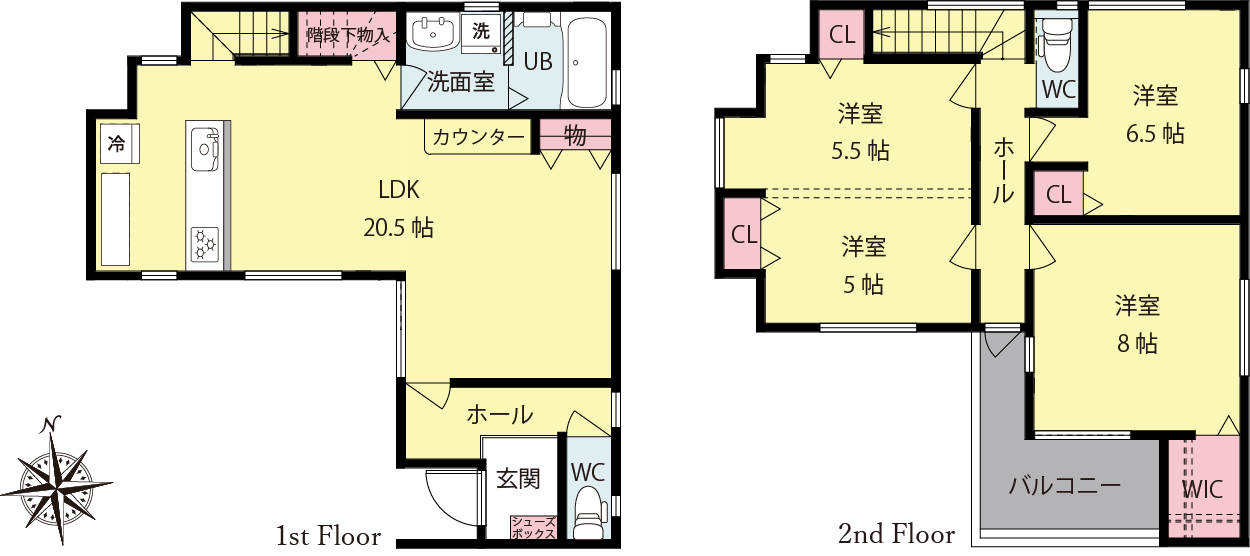 階段下物入
洗
洗面室
UB
冷
カウンター
物
LDK
20.5 帖
ホール
玄関
WC
シューズ
ボックス
N
1st Floor
CL
WC
洋室
5.5 帖
洋室
6.5 帖
ホール
CL
CL
洋室
5 帖
洋室
8 帖
バルコニー
WIC
2nd Floor